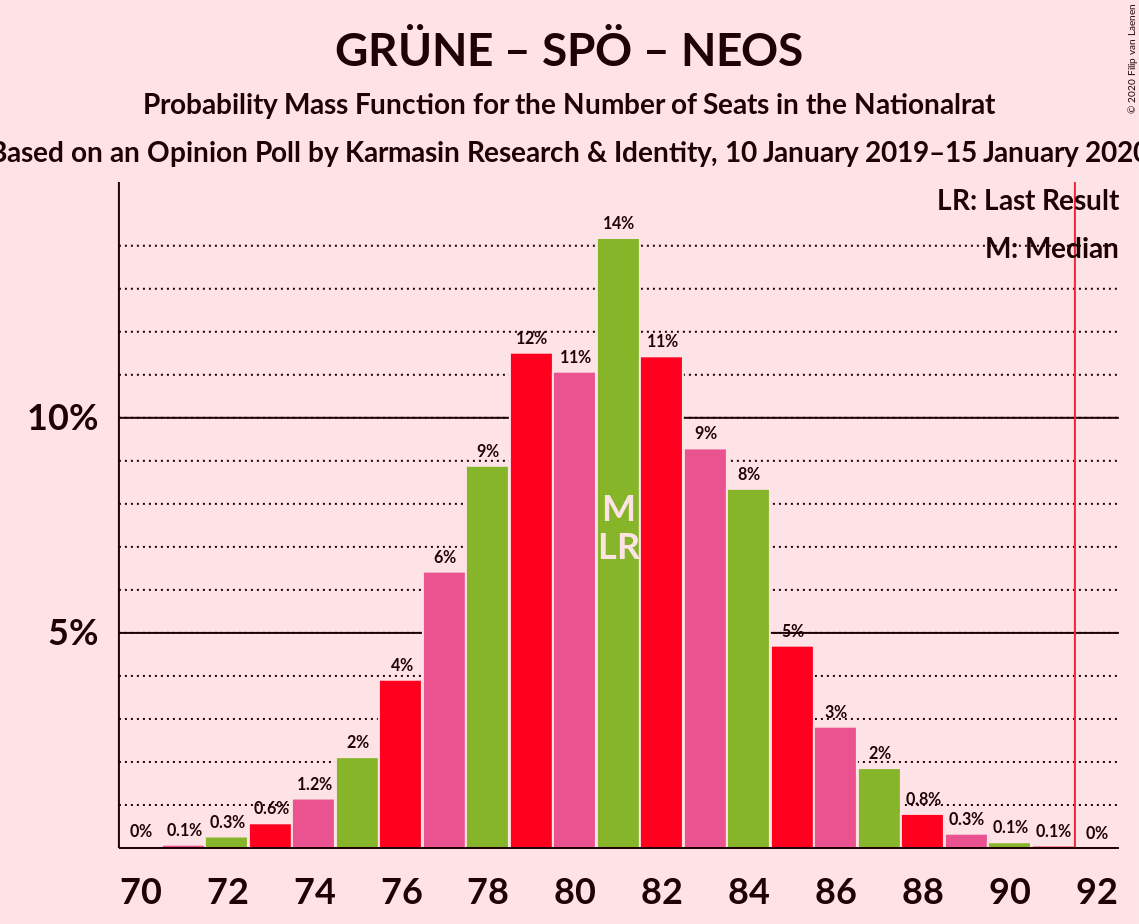 GRÜNE – SPÖ – NEOS
Probability Mass Function for the Number of Seats in the Nationalrat
Based on an Opinion Poll by Karmasin Research & Identity, 10 January 2019–15 January 2020
© 2020 Filip van Laenen
LR: Last Result
M: Median
10%
5%
0%
0.1%
0.3%
0.6%
1.2%
2%
4%
6%
9%
12%
11%
14%
11%
9%
8%
5%
3%
2%
0.8%
0.3%
0.1%
0.1%
0%
M
LR
70 72 74 76 78 80 82 84 86 88 90 92